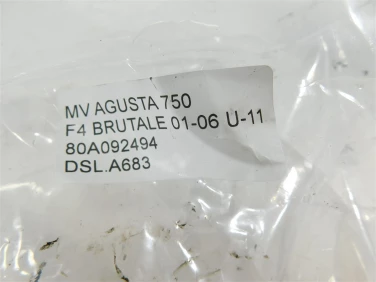 MV AGUSTA 750
F4 BRUTALE 01-06 U-11
80A092494
DSL.A683